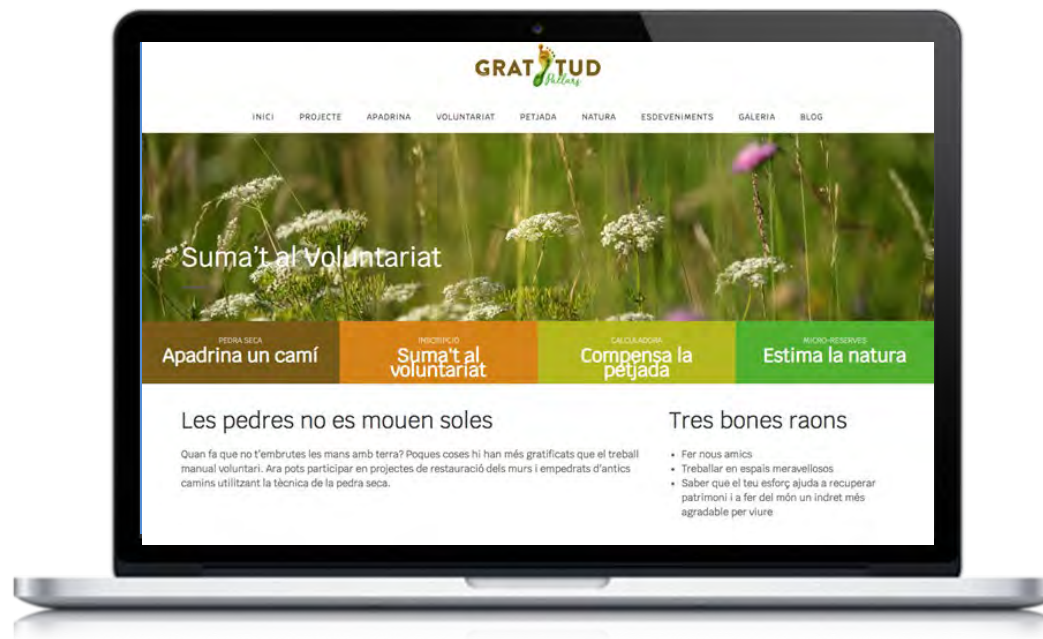 GRATITUD
Pallars
INICI PROJECTE APADRINA VOLUNTARIAT PETJADA NATURA ESDEVENIMENTS GALERIA BLOG
Suma't al Voluntariat
PEDRA SECA
Apadrina un camí
INSCRIPCIÓ
Suma't al
voluntariat
CALCULADORA
Compensa la
petjada
MICRO-RESERVES
Estima la natura
Les pedres no es mouen soles
Quan fa que no t'embrutes les mans amb terra? Poques coses hi han més gratificats que el treball
manual voluntari. Ara pots participar en projectes de restauració dels murs i empedrats d'antics
camins utilitzant la tècnica de la pedra seca.
Tres bones raons
• Fer nous amics
• Treballar en espais meravellosos
• Saber que el teu esforç ajuda a recuperar
patrimoni i a fer del món un indret més
agradable per viure